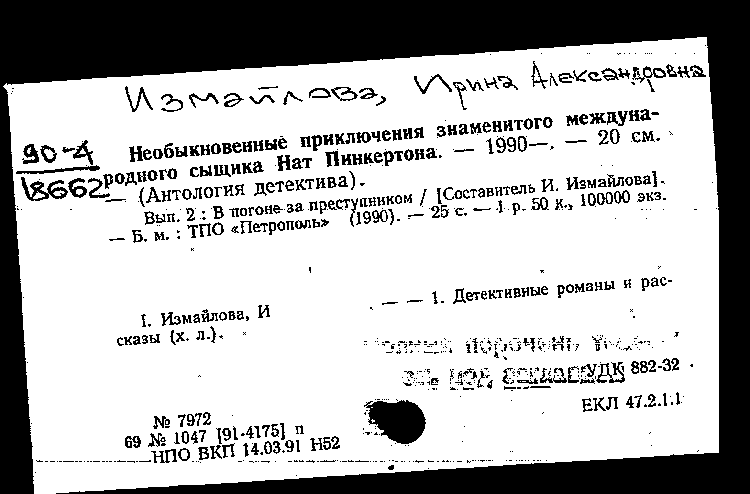 Измайлова, Ирина Александровна
90-4
18662
Необыкновенные приключения знаменитого междуна-
родного сыщика Нат Пинкертона. — 1990—. — 20 см.
— (Антология детектива).
Вып. 2 : В погоне за преступником / [Составитель И. Измайлова].
— Б. м. : ТПО «Петрополь» (1990). — 25 с. — 1 р. 50 к., 100000 экз.
I. Измайлова, И
— — 1. Детективные романы и рас-
сказы (х. л.).
УДК 882-32
ЕКЛ 47.2.1.1
№ 7972
69 № 1047 [91-4175] п
НПО ВКП 14.03.91 Н52